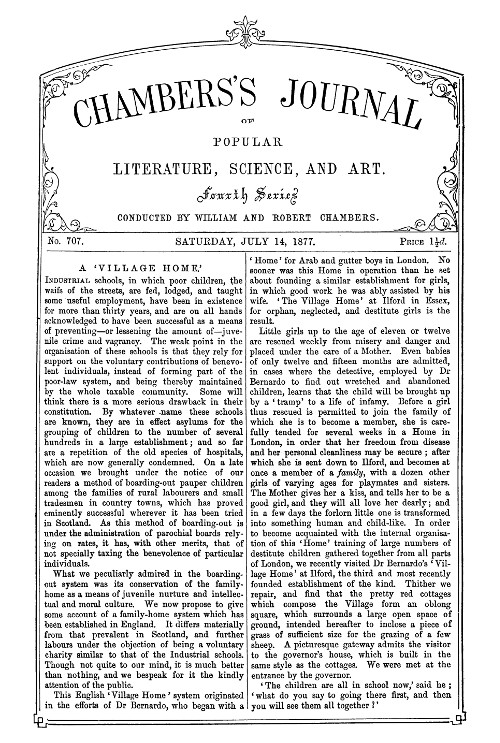 CHAMBERS'S JOURNAL
OF
POPULAR
LITERATURE, SCIENCE, AND ART.
Fourth Series
CONDUCTED BY WILLIAM AND ROBERT CHAMBERS.
No. 707. SATURDAY, JULY 14, 1877. PRICE 1½d.
A 'VILLAGE HOME.'
INDUSTRIAL schools, in which poor children, the
waifs of the streets, are fed, lodged, and taught
some useful employment, have been in existence
for more than thirty years, and are on all hands
acknowledged to have been successful as a means
of preventing—or lessening the amount of—juve-
nile crime and vagrancy. The weak point in the
organisation of these schools is that they rely for
support on the voluntary contributions of benevo-
lent individuals, instead of forming part of the
poor-law system, and being thereby maintained
by the whole taxable community. Some will
think there is a more serious drawback in their
constitution. By whatever name these schools
are known, they are in effect asylums for the
grouping of children to the number of several
hundreds in a large establishment; and so far
are a repetition of the old species of hospitals,
which are now generally condemned. On a late
occasion we brought under the notice of our
readers a method of boarding-out pauper children
among the families of rural labourers and small
tradesmen in country towns, which has proved
eminently successful wherever it has been tried
in Scotland. As this method of boarding-out is
under the administration of parochial boards rely-
ing on rates, it has, with other merits, that of
not specially taxing the benevolence of particular
individuals.
What we peculiarly admired in the boarding-
out system was its conservation of the family-
home as a means of juvenile nurture and intellec-
tual and moral culture. We now propose to give
some account of a family-home system which has
been established in England. It differs materially
from that prevalent in Scotland, and further
labours under the objection of being a voluntary
charity similar to that of the Industrial schools.
Though not quite to our mind, it is much better
than nothing, and we bespeak for it the kindly
attention of the public.
This English 'Village Home' system originated
in the efforts of Dr Bernardo, who began with a
'Home' for Arab and gutter boys in London. No
sooner was this Home in operation than he set
about founding a similar establishment for girls,
in which good work he was ably assisted by his
wife. 'The Village Home' at Ilford in Essex,
for orphan, neglected, and destitute girls is the
result.
Little girls up to the age of eleven or twelve
are rescued weekly from misery and danger and
placed under the care of a Mother. Even babies
of only twelve and fifteen months are admitted,
in cases where the detective, employed by Dr
Bernardo to find out wretched and abandoned
children, learns that the child will be brought up
by a 'tramp' to a life of infamy. Before a girl
thus rescued is permitted to join the family of
which she is to become a member, she is care-
fully tended for several weeks in a Home in
London, in order that her freedom from disease
and her personal cleanliness may be secure; after
which she is sent down to Ilford, and becomes at
once a member of a family, with a dozen other
girls of varying ages for playmates and sisters.
The Mother gives her a kiss, and tells her to be a
good girl, and they will all love her dearly; and
in a few days the forlorn little one is transformed
into something human and child-like. In order
to become acquainted with the internal organisa-
tion of this 'Home' training of large numbers of
destitute children gathered together from all parts
of London, we recently visited Dr Bernardo's 'Vil-
lage Home' at Ilford, the third and most recently
founded establishment of the kind. Thither we
repair, and find that the pretty red cottages
which compose the Village form an oblong
square, which surrounds a large open space of
ground, intended hereafter to inclose a piece of
grass of sufficient size for the grazing of a few
sheep. A picturesque gateway admits the visitor
to the governor's house, which is built in the
same style as the cottages. We were met at the
entrance by the governor.
'The children are all in school now,' said he;
'what do you say to going there first, and then
you will see them all together?'